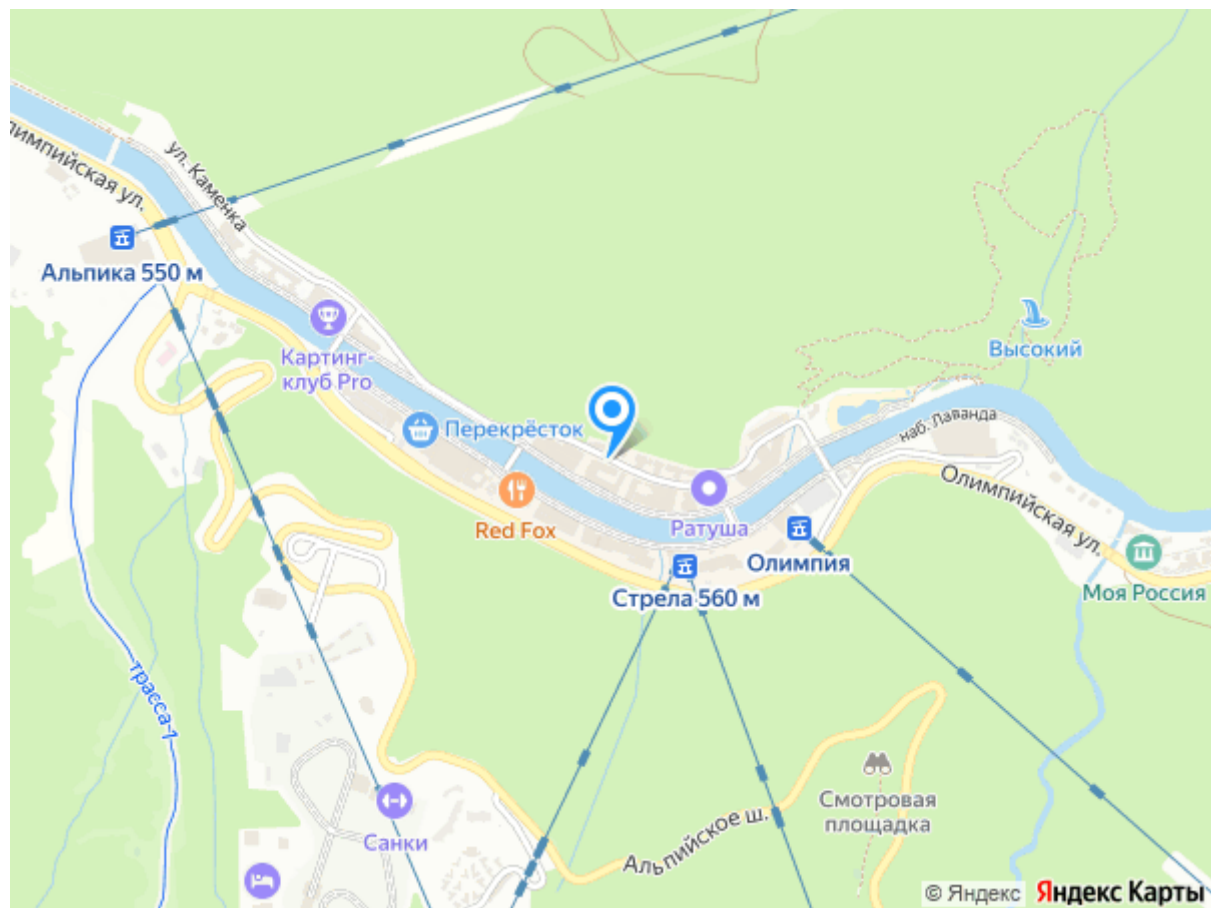 лимпийская ул.
ул. Каменка
Альпика 550 м
Картинг-
клуб Pro
Высокий
Перекрёсток
наб. Лаванда
Олимпийская ул.
Red Fox
Ратуша
Олимпия
Стрела 560 м
Моя Россия
трасса 1
Санки
Смотровая
площадка
Альпийское ш.
© Яндекс Яндекс Карты